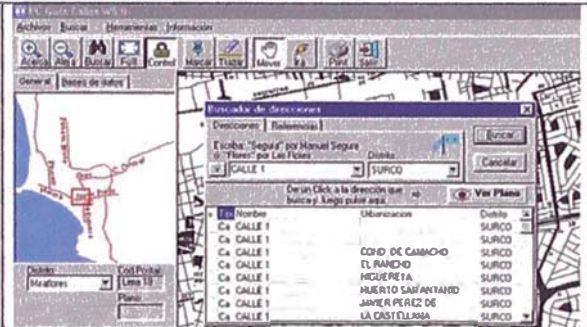 PC Guía Calles V5.0
Archivo Buscar Herramientas Información
Acerca Aleja Buscar Full Control Marcar Trazar Mover Ir a Print Salir
General Bases de datos
Buscador de direcciones
Direcciones Referencias
Escriba: "Segura" por Manuel Segura
o "Flores" por Las Flores
Distrito
CALLE 1 SURCO
Buscar
Cancelar
De un Click a la dirección que
busca y luego pulse aquí.
Ver Plano
Nombre Urbanizacion Distrito
Ca CALLE 1 SURCO
Ca CALLE 1 SURCO
Ca CALLE 1 COND DE CAMACHO SURCO
Ca CALLE 1 EL RANCHO SURCO
Ca CALLE 1 HIGUERETA SURCO
Ca CALLE 1 HUERTO SAN ANTANIO SURCO
Ca CALLE 1 JAVIER PEREZ DE SURCO
Ca CALLE 1 LA CASTELLANA SURCO
Distrito: Cod.Postal:
Miraflores Lima 18
Plano: